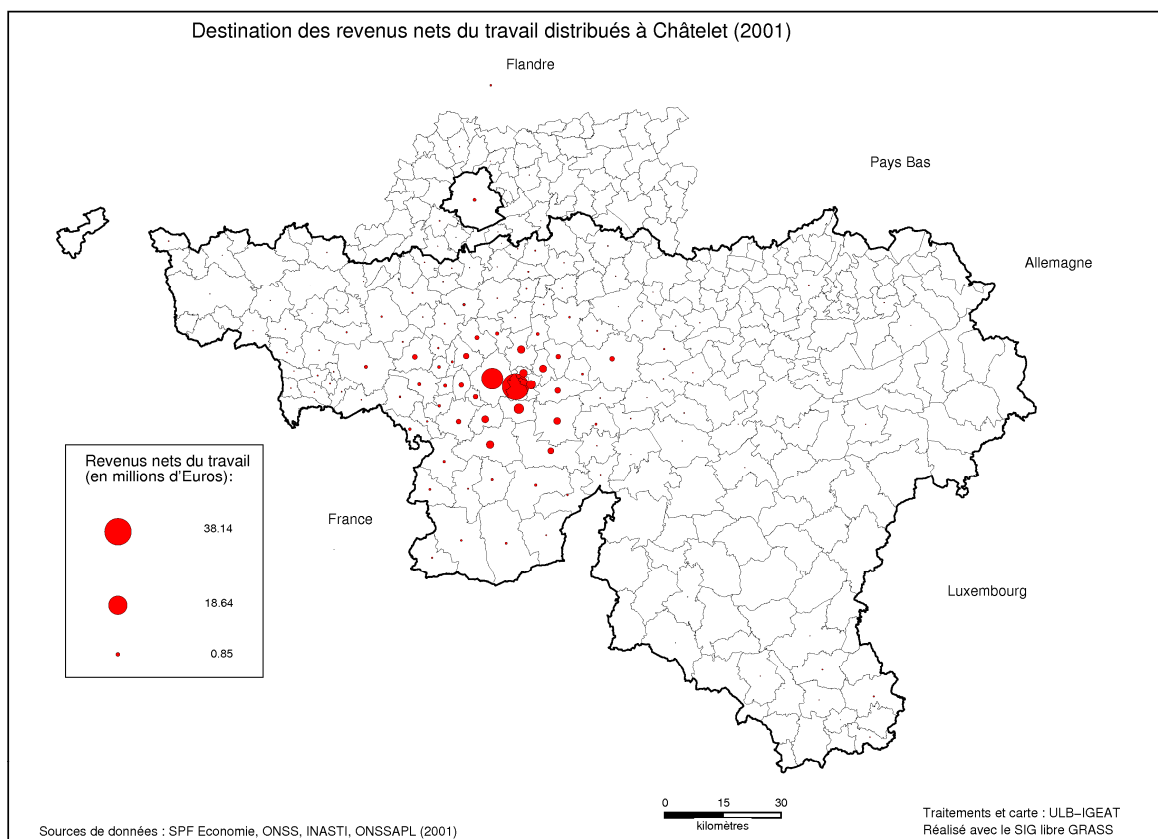 Destination des revenus nets du travail distribués à Châtelet (2001)
Flandre
Pays Bas
Allemagne
Revenus nets du travail
(en millions d'Euros):
38.14
18.64
0.85
France
Luxembourg
0 15 30
kilomètres
Sources de données : SPF Economie, ONSS, INASTI, ONSSAPL (2001)
Traitements et carte : ULB-IGEAT
Réalisé avec le SIG libre GRASS